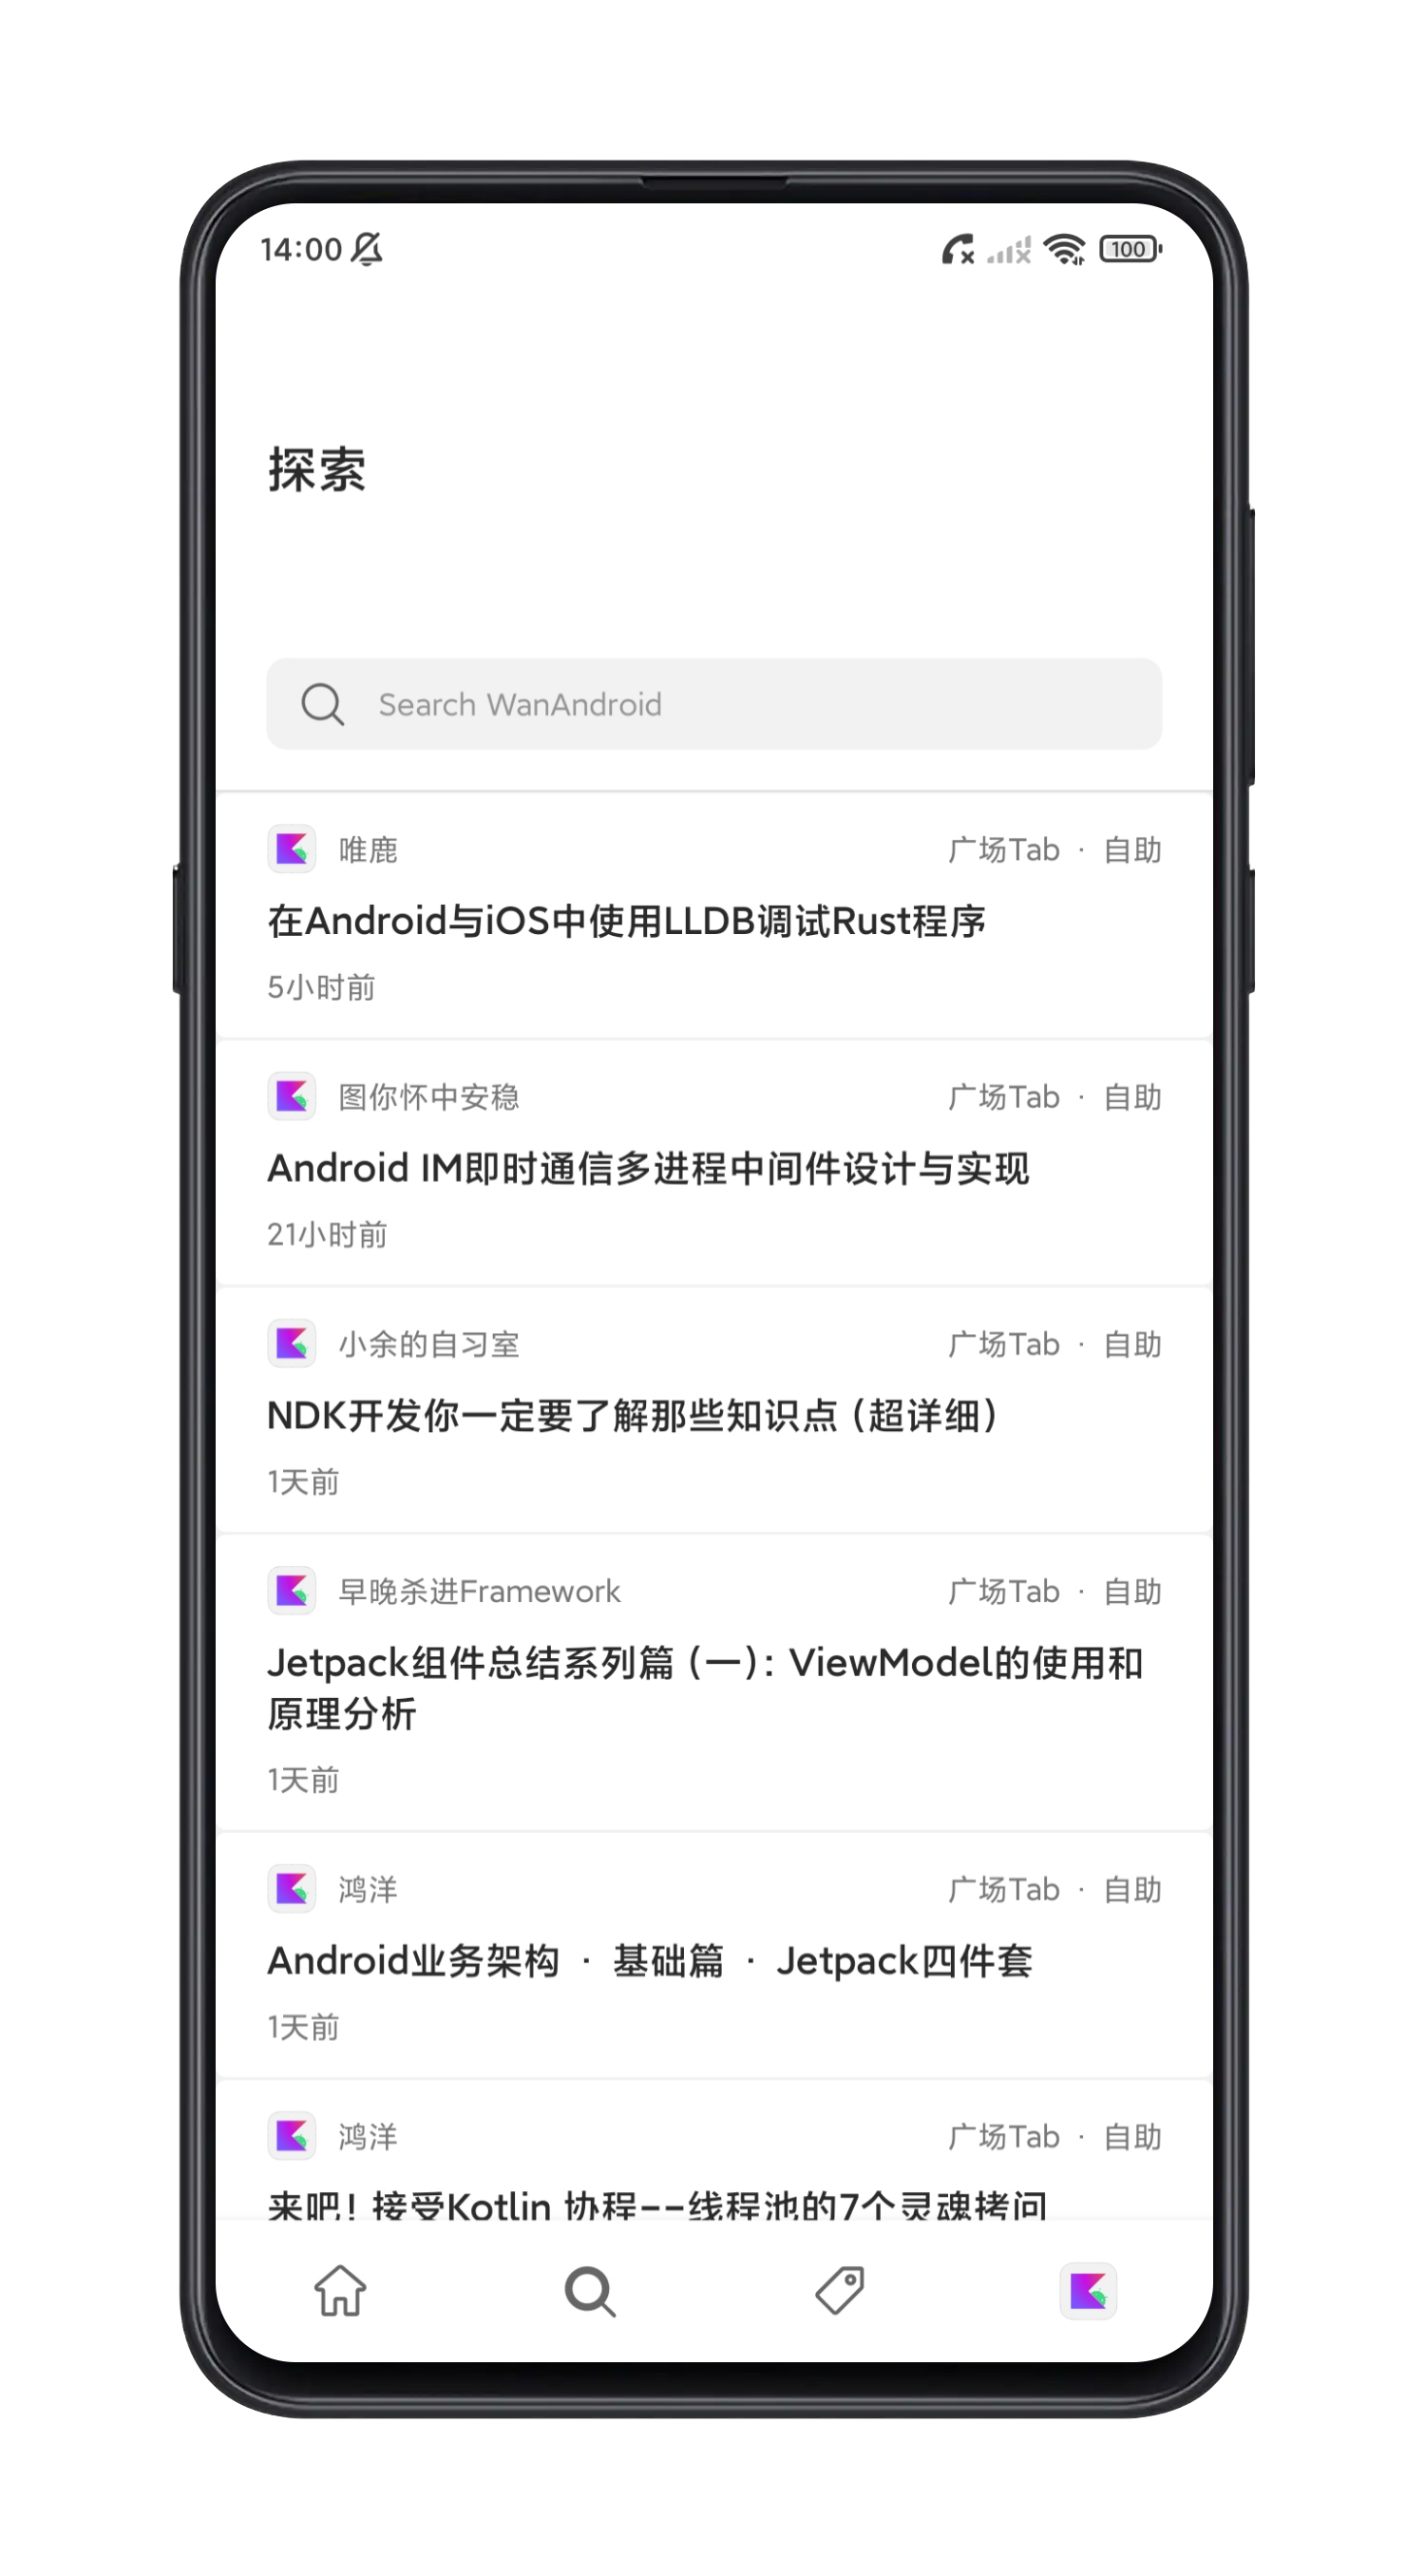 14:00
100
探索
Search WanAndroid
唯鹿 广场Tab · 自助
在Android与iOS中使用LLDB调试Rust程序
5小时前
图你怀中安稳 广场Tab · 自助
Android IM即时通信多进程中间件设计与实现
21小时前
小余的自习室 广场Tab · 自助
NDK开发你一定要了解那些知识点（超详细）
1天前
早晚杀进Framework 广场Tab · 自助
Jetpack组件总结系列篇（一）：ViewModel的使用和
原理分析
1天前
鸿洋 广场Tab · 自助
Android业务架构 · 基础篇 · Jetpack四件套
1天前
鸿洋 广场Tab · 自助
来吧！接受Kotlin 协程--线程池的7个灵魂拷问